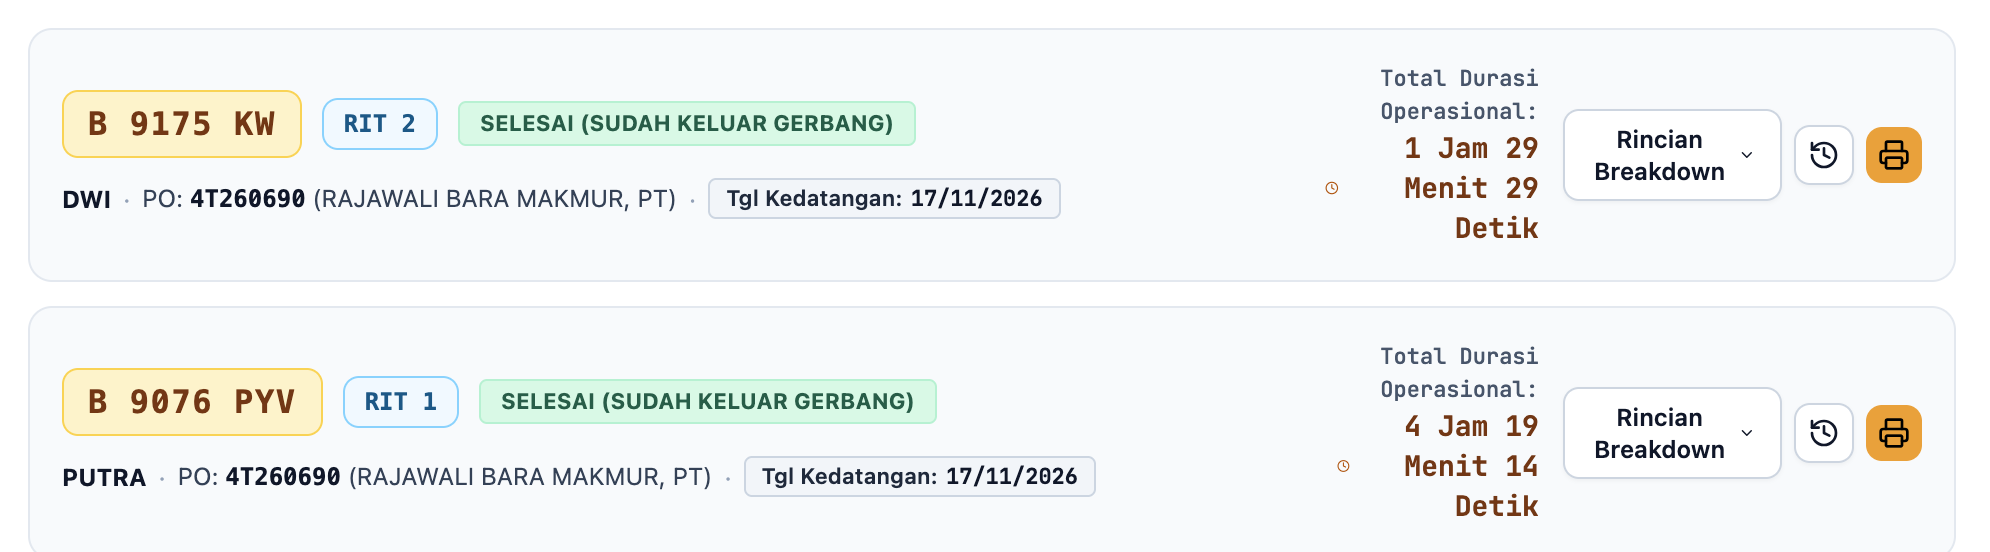 B 9175 KW RIT 2 SELESAI (SUDAH KELUAR GERBANG)
DWI · PO: 4T260690 (RAJAWALI BARA MAKMUR, PT) · Tgl Kedatangan: 17/11/2026
Total Durasi
Operasional:
1 Jam 29
Menit 29
Detik
Rincian
Breakdown
B 9076 PYV RIT 1 SELESAI (SUDAH KELUAR GERBANG)
PUTRA · PO: 4T260690 (RAJAWALI BARA MAKMUR, PT) · Tgl Kedatangan: 17/11/2026
Total Durasi
Operasional:
4 Jam 19
Menit 14
Detik
Rincian
Breakdown